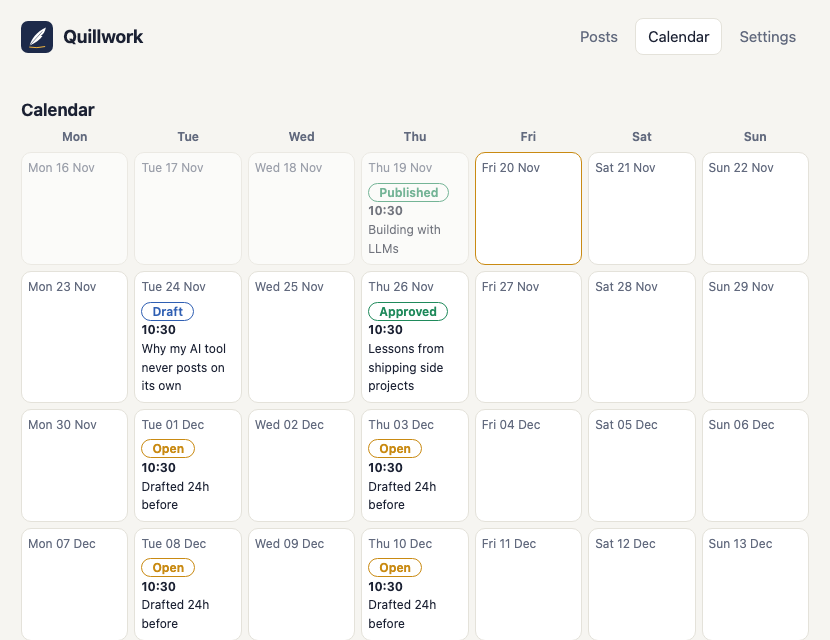 Quillwork
Posts
Calendar
Settings
Calendar
Mon Tue Wed Thu Fri Sat Sun
Mon 16 Nov
Tue 17 Nov
Wed 18 Nov
Thu 19 Nov
Published
10:30
Building with
LLMs
Fri 20 Nov
Sat 21 Nov
Sun 22 Nov
Mon 23 Nov
Tue 24 Nov
Draft
10:30
Why my AI tool
never posts on
its own
Wed 25 Nov
Thu 26 Nov
Approved
10:30
Lessons from
shipping side
projects
Fri 27 Nov
Sat 28 Nov
Sun 29 Nov
Mon 30 Nov
Tue 01 Dec
Open
10:30
Drafted 24h
before
Wed 02 Dec
Thu 03 Dec
Open
10:30
Drafted 24h
before
Fri 04 Dec
Sat 05 Dec
Sun 06 Dec
Mon 07 Dec
Tue 08 Dec
Open
10:30
Drafted 24h
before
Wed 09 Dec
Thu 10 Dec
Open
10:30
Drafted 24h
before
Fri 11 Dec
Sat 12 Dec
Sun 13 Dec